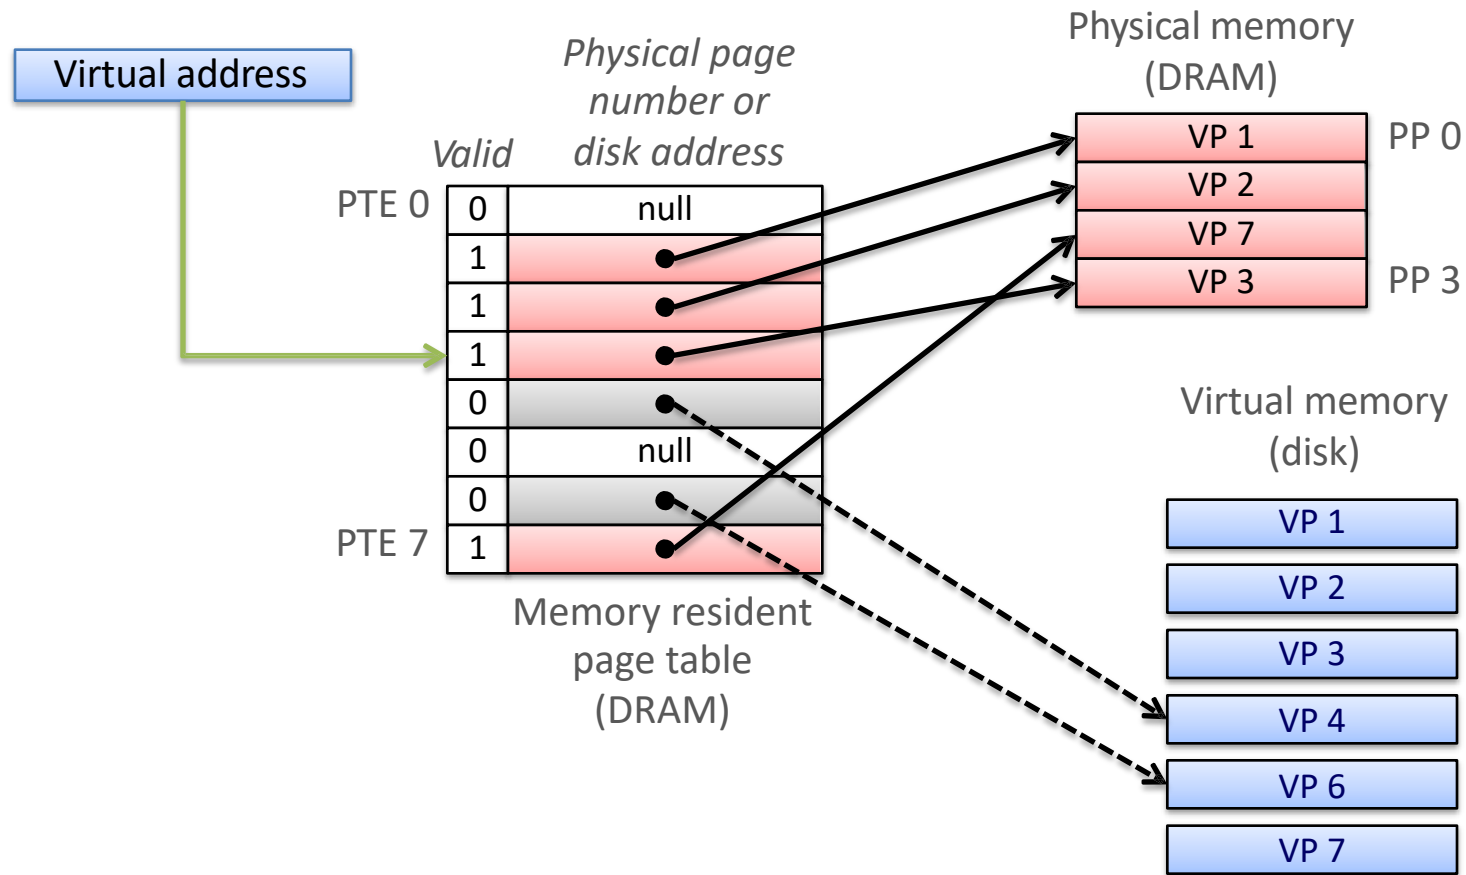 Virtual address
Physical page
number or
disk address
Valid
Physical memory
(DRAM)
PTE 0
0 null
1
1
1
0
0 null
0
PTE 7 1
Memory resident
page table
(DRAM)
VP 1 PP 0
VP 2
VP 7
VP 3 PP 3
Virtual memory
(disk)
VP 1
VP 2
VP 3
VP 4
VP 6
VP 7